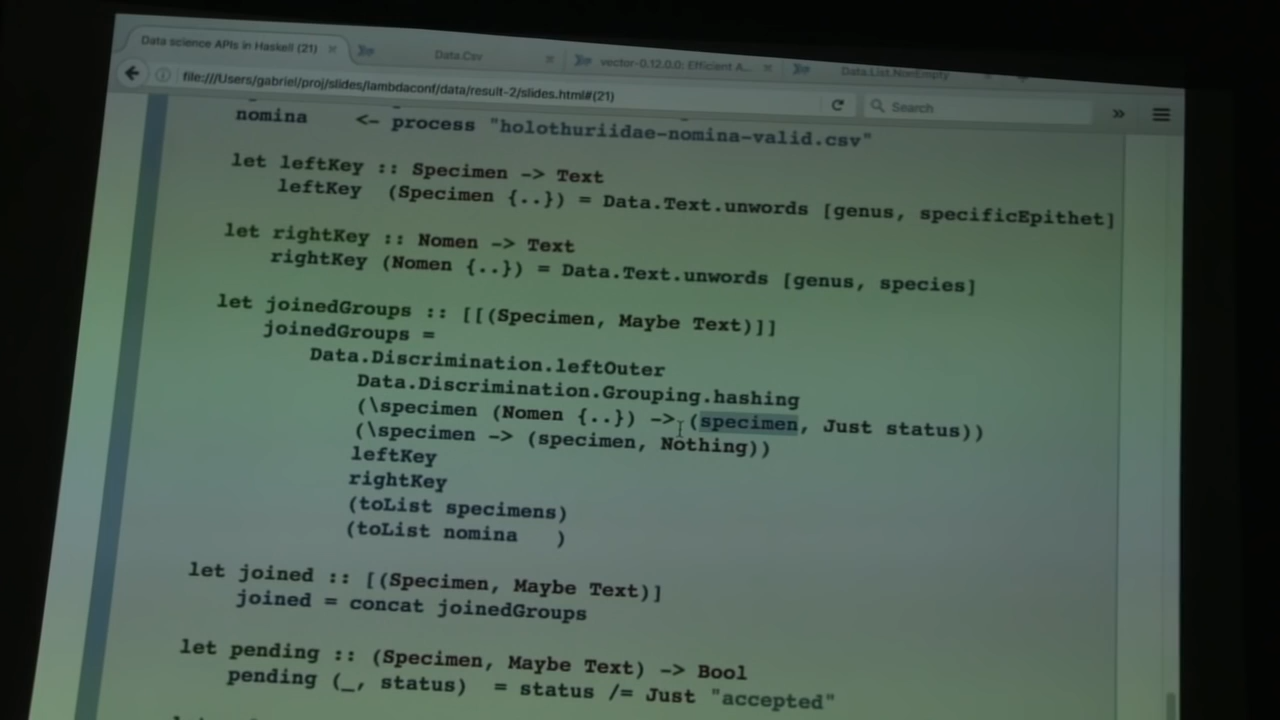 Data science APIs in Haskell (21)
Data.Csv
vector-0.12.0.0: Efficient A...
Data.List.NonEmpty
file:///Users/gabriel/proj/slides/lambdaconf/data/result-2/slides.html#(21)
Search
nomina    <- process "holothuriidae-nomina-valid.csv"
let leftKey :: Specimen -> Text
leftKey  (Specimen {..}) = Data.Text.unwords [genus, specificEpithet]
let rightKey :: Nomen -> Text
rightKey (Nomen {..}) = Data.Text.unwords [genus, species]
let joinedGroups :: [[(Specimen, Maybe Text)]]
joinedGroups =
Data.Discrimination.leftOuter
Data.Discrimination.Grouping.hashing
(\specimen (Nomen {..}) -> (specimen, Just status))
(\specimen -> (specimen, Nothing))
leftKey
rightKey
(toList specimens)
(toList nomina   )
let joined :: [(Specimen, Maybe Text)]
joined = concat joinedGroups
let pending :: (Specimen, Maybe Text) -> Bool
pending (_, status)  = status /= Just "accepted"